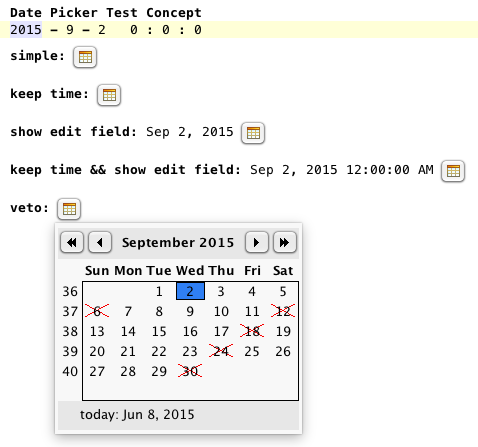 Date Picker Test Concept
2015 - 9 - 2 0 : 0 : 0
simple:
keep time:
show edit field: Sep 2, 2015
keep time && show edit field: Sep 2, 2015 12:00:00 AM
veto:
September 2015
Sun Mon Tue Wed Thu Fri Sat
36 1 2 3 4 5
37 6 7 8 9 10 11 12
38 13 14 15 16 17 18 19
39 20 21 22 23 24 25 26
40 27 28 29 30
today: Jun 8, 2015